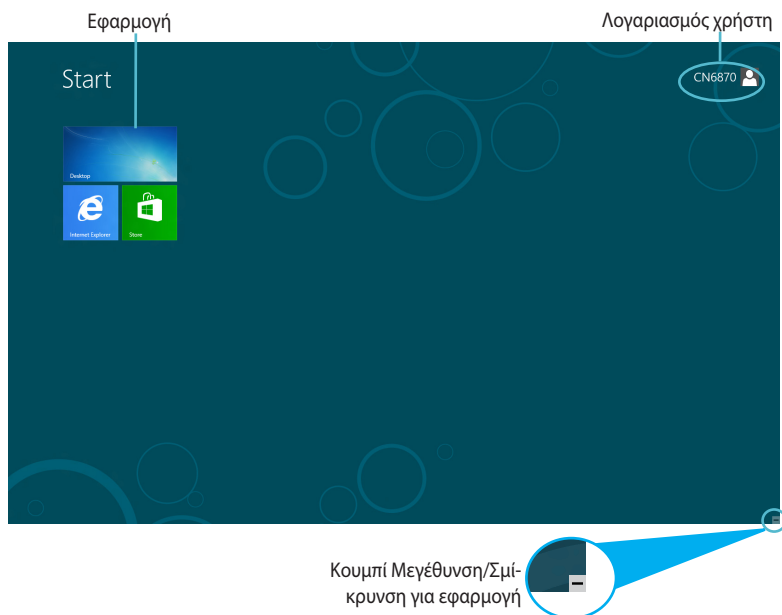 Εφαρμογή
Λογαριασμός χρήστη
Start
CN6870
Desktop
Internet Explorer
Store
Κουμπί Μεγέθυνση/Σμί-
κρυνση για εφαρμογή